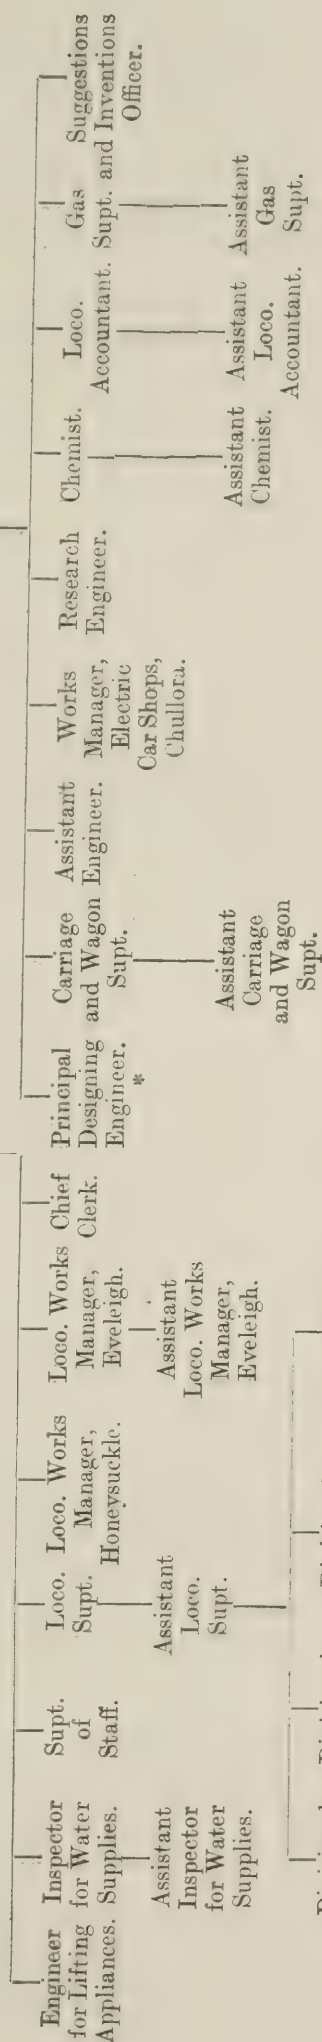 Engineer
for Lifting
Appliances.
Inspector
for Water
Supplies.
Assistant
Inspector
for Water
Supplies.
Supt.
of
Staff.
Loco.
Supt.
Assistant
Loco.
Supt.
Loco. Works
Manager,
Honeysuckle.
Loco. Works
Manager,
Eveleigh.
Assistant
Loco. Works
Manager,
Eveleigh.
Chief
Clerk.
Principal
Designing
Engineer.
*
Carriage
and Wagon
Supt.
Assistant
Carriage
and Wagon
Supt.
Assistant
Engineer.
Works
Manager,
Electric
Car Shops,
Chullora.
Research
Engineer.
Chemist.
Assistant
Chemist.
Loco.
Accountant.
Assistant
Loco.
Accountant.
Gas
Supt.
Assistant
Gas
Supt.
Suggestions
and Inventions
Officer.